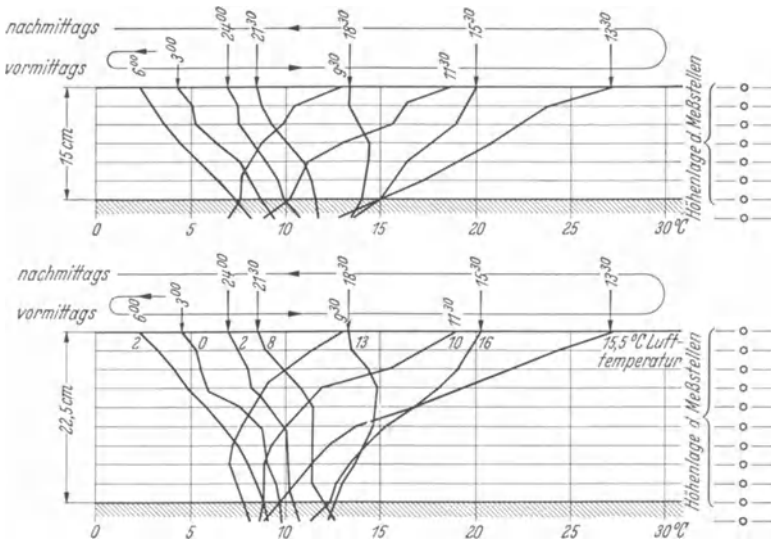 nachmittags
24⁰⁰ 21³⁰ 18³⁰ 15³⁰ 13³⁰
vormittags
6⁰⁰ 3⁰⁰ 9³⁰ 11³⁰
15 cm
Höhenlage d. Meßstellen
0 5 10 15 20 25 30 °C
nachmittags
24⁰⁰ 21³⁰ 18³⁰ 15³⁰ 13³⁰
vormittags
6⁰⁰ 3⁰⁰ 9³⁰ 11³⁰
2 0 2 8 13 10 16 15,5 °C Luft-
temperatur
22,5 cm
Höhenlage d. Meßstellen
0 5 10 15 20 25 30 °C